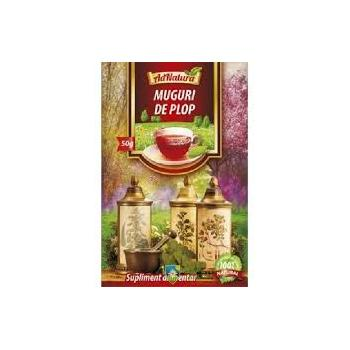 AdNatura
MUGURI
DE PLOP
50g
100%
NATURAL
Supliment alimentar